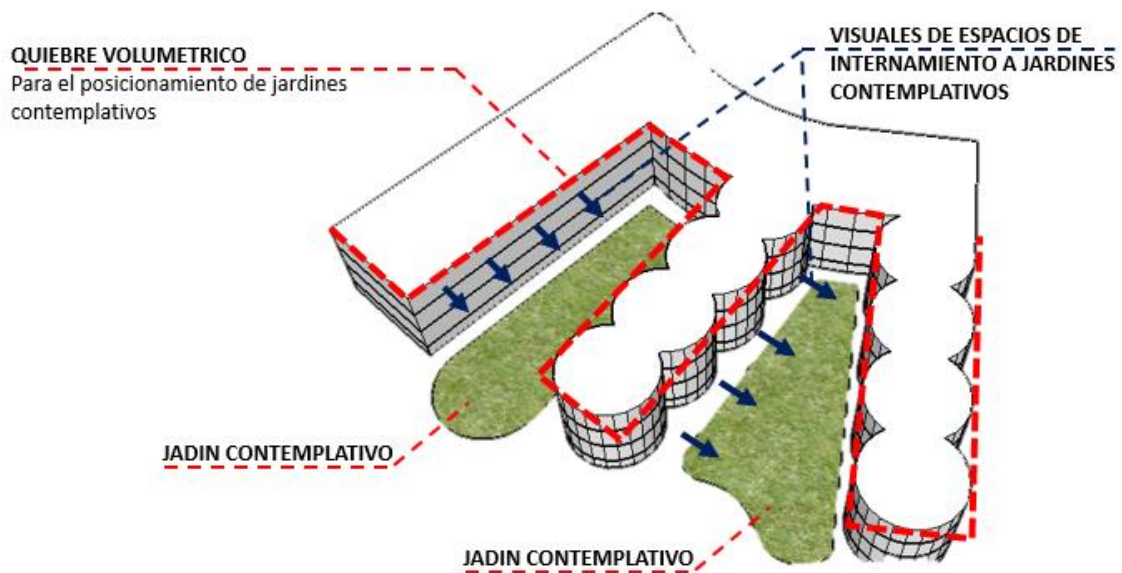 QUIEBRE VOLUMETRICO
Para el posicionamiento de jardines
contemplativos
VISUALES DE ESPACIOS DE
INTERNAMIENTO A JARDINES
CONTEMPLATIVOS
JADIN CONTEMPLATIVO
JADIN CONTEMPLATIVO